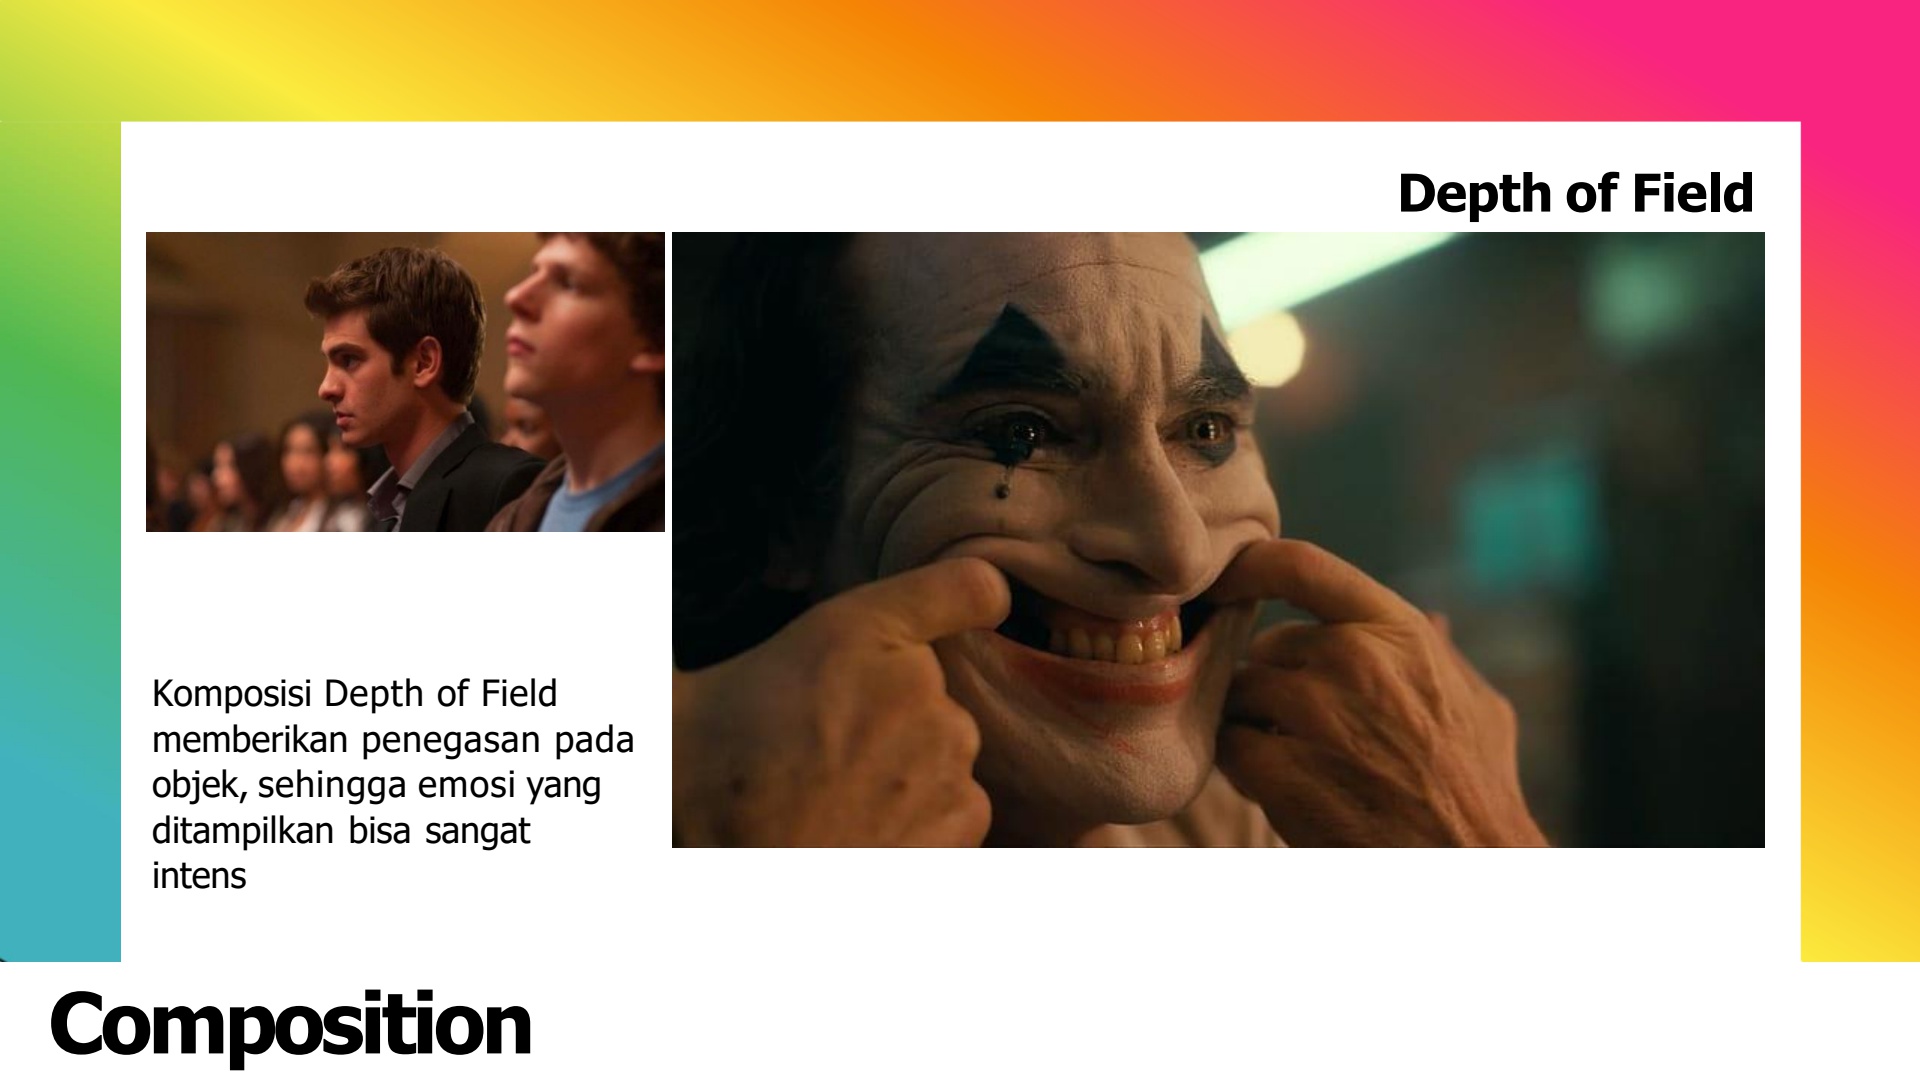 Depth of Field
Komposisi Depth of Field
memberikan penegasan pada
objek, sehingga emosi yang
ditampilkan bisa sangat
intens
Composition